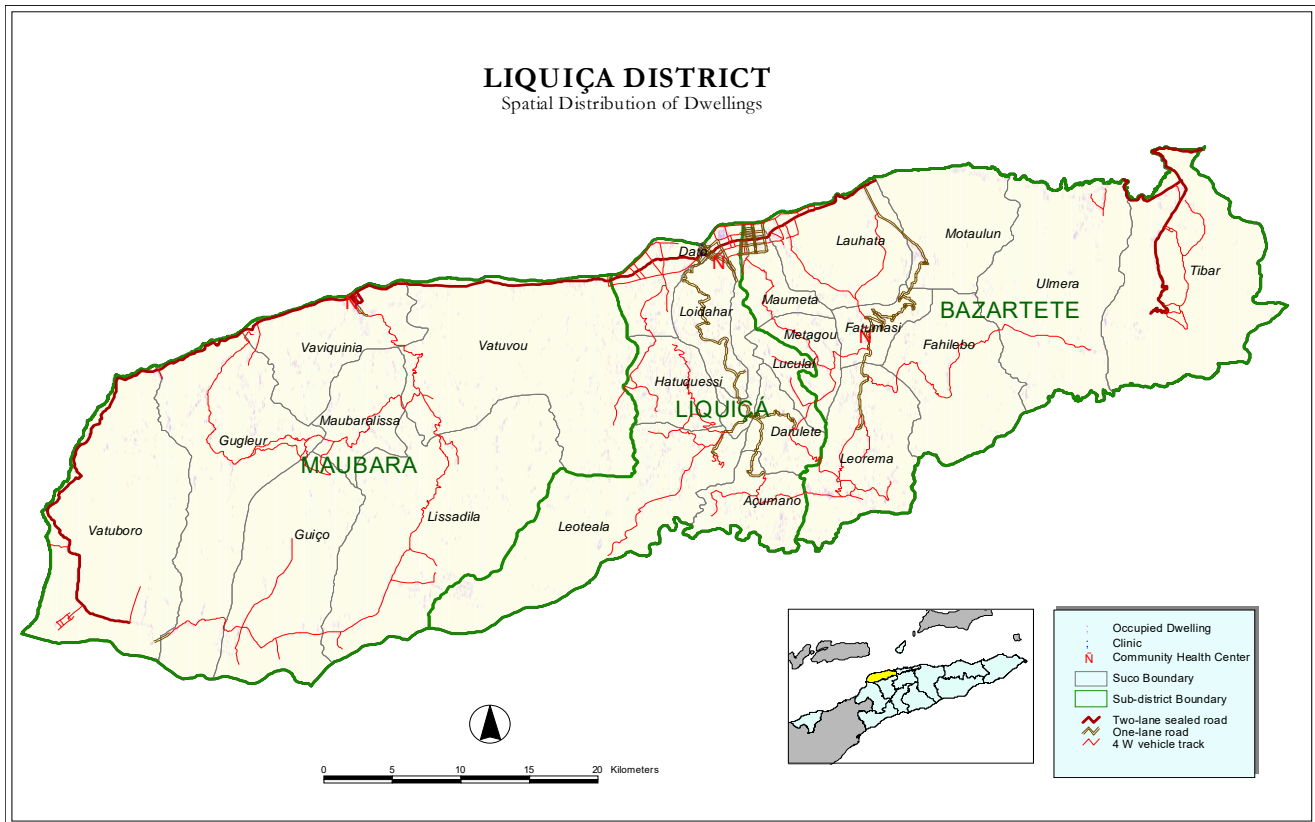 LIQUIÇA DISTRICT
Spatial Distribution of Dwellings
Lauhata
Motaulun
Dato
Tibar
Ulmera
Maumeta
BAZARTETE
Loidahar
Fatumasi
Metagou
Fahilebo
Vaviquinia
Vatuvou
Luculai
Hatuquessi
LIQUIÇÁ
Maubaralissa
Darulete
Gugleur
MAUBARA
Leorema
Açumano
Lissadila
Leoteala
Vatuboro
Guiço
Ñ
Ñ
Ñ
Occupied Dwelling
Clinic
Ñ Community Health Center
Suco Boundary
Sub-district Boundary
Two-lane sealed road
One-lane road
4 W vehicle track
0 5 10 15 20 Kilometers